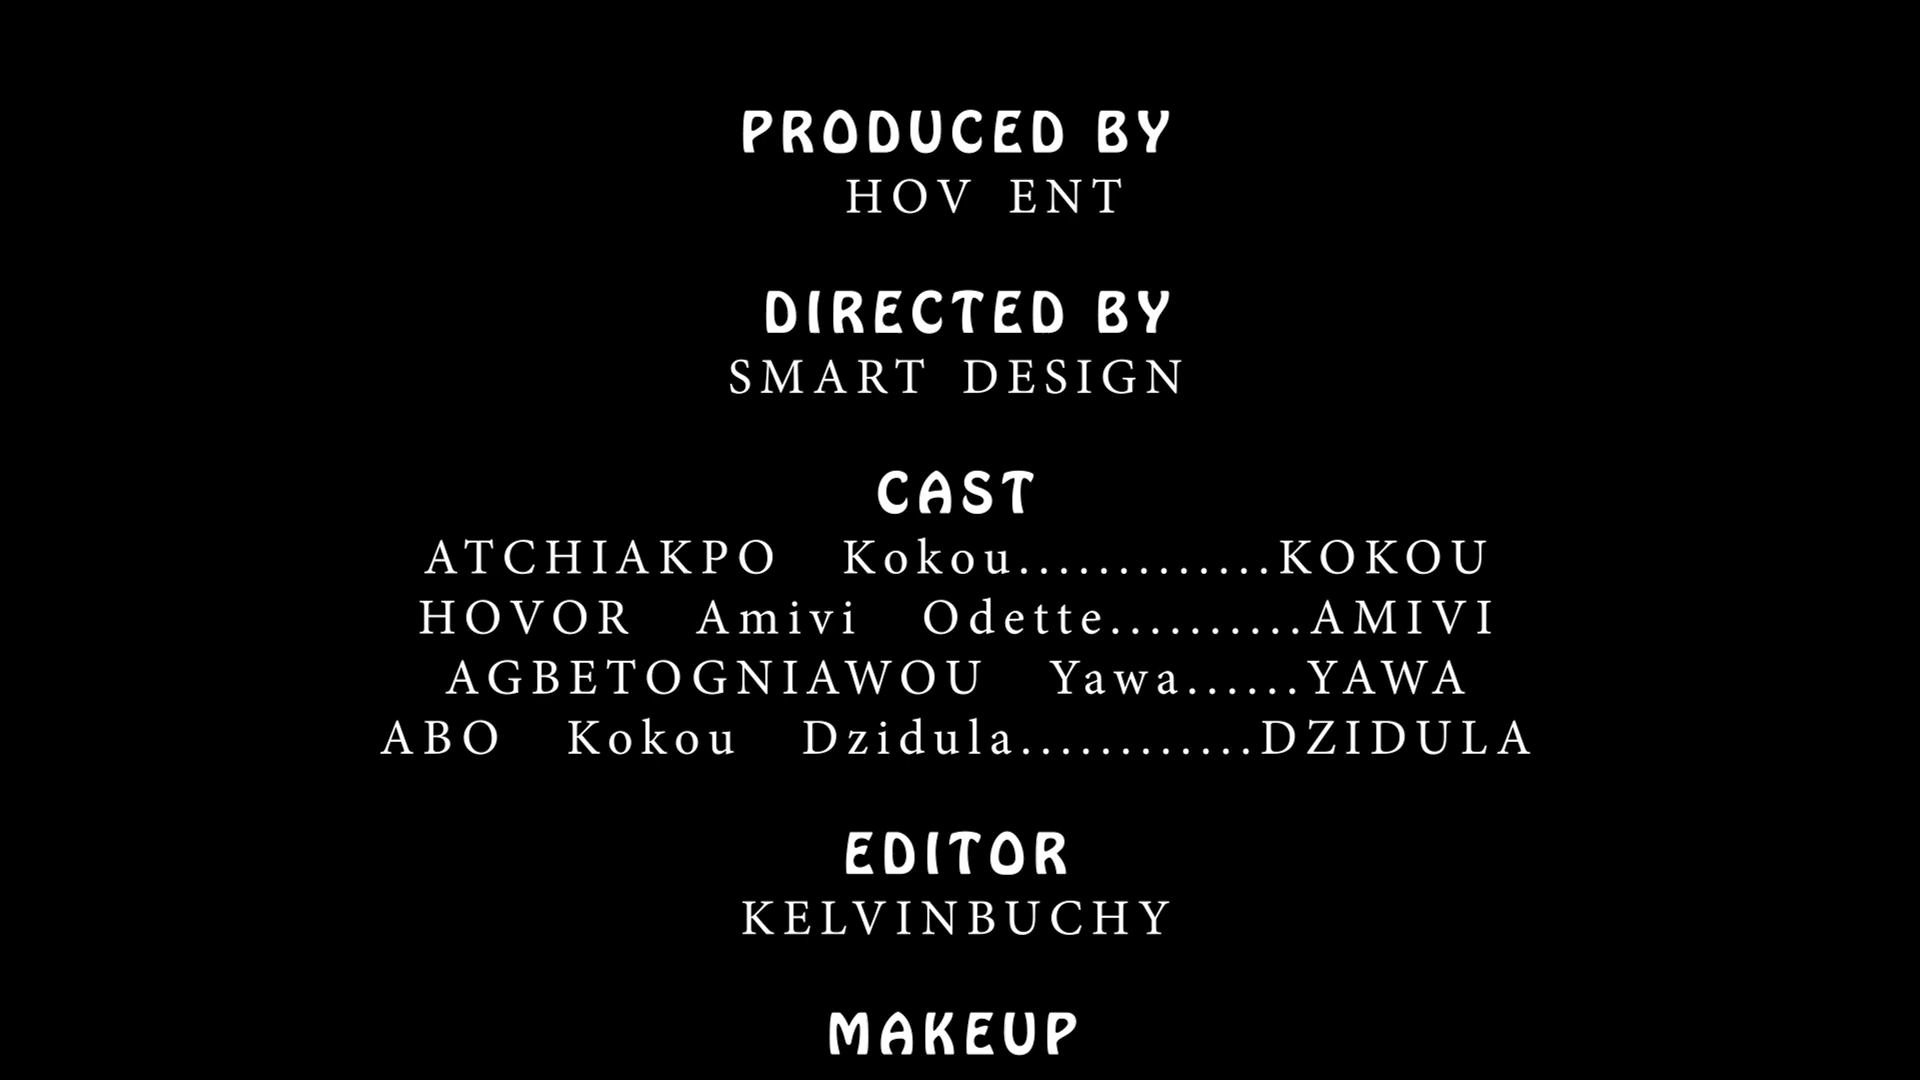 PRODUCED BY
HOV ENT
DIRECTED BY
SMART DESIGN
CAST
ATCHIAKPO Kokou.............KOKOU
HOVOR Amivi Odette..........AMIVI
AGBETOGNIAWOU Yawa......YAWA
ABO Kokou Dzidula............DZIDULA
EDITOR
KELVINBUCHY
MAKEUP